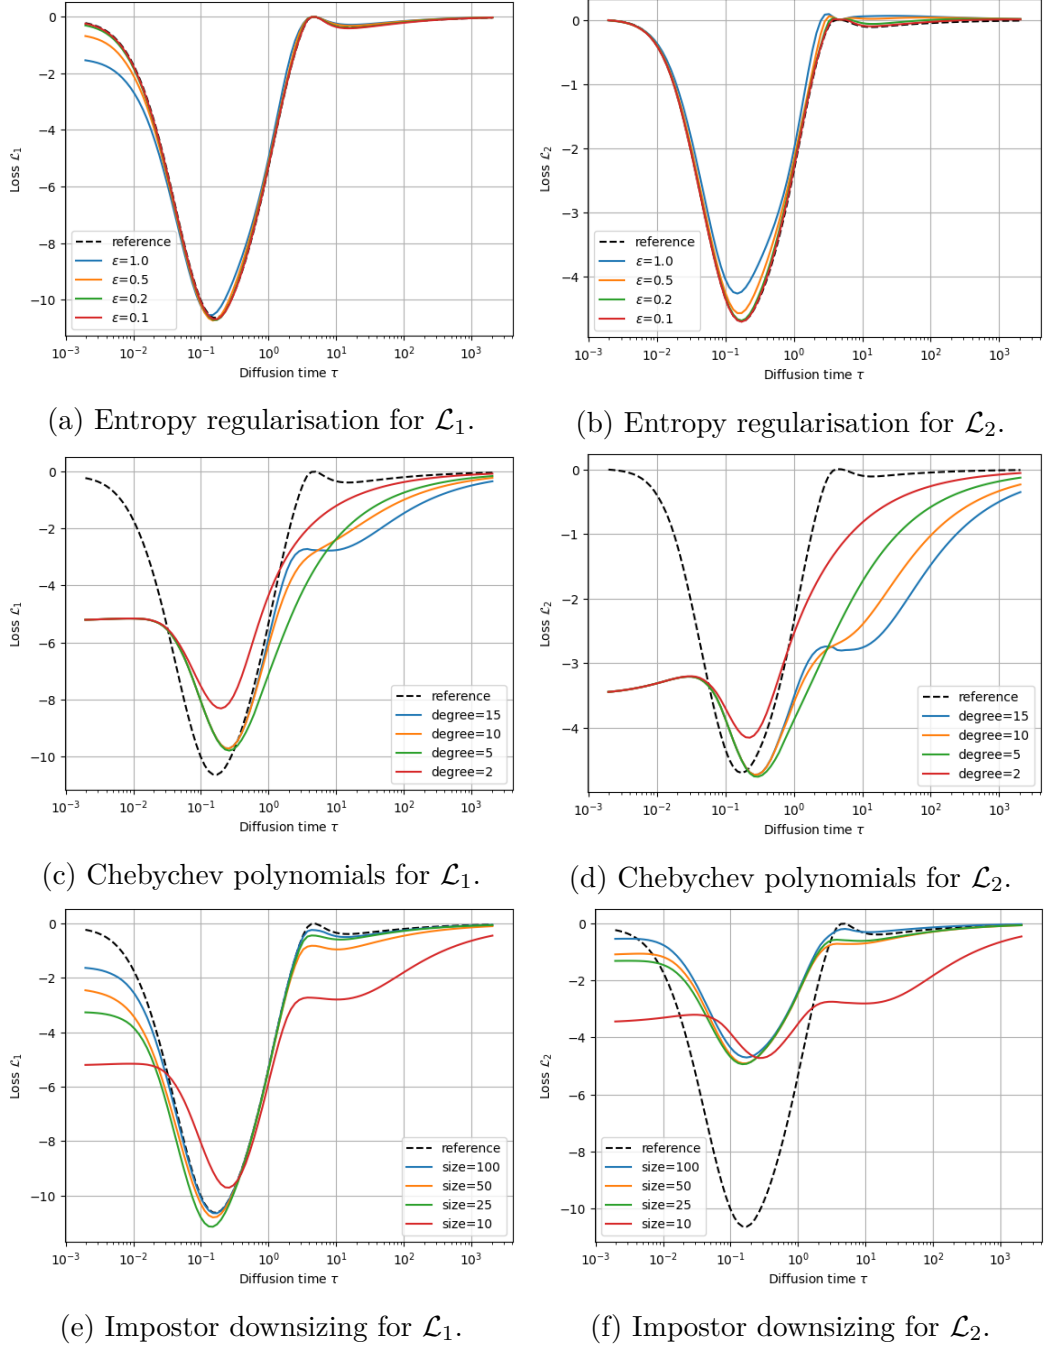 0
−2
−4
−6
−8
−10
Loss ℒ₁
reference
ε=1.0
ε=0.5
ε=0.2
ε=0.1
10⁻³ 10⁻² 10⁻¹ 10⁰ 10¹ 10² 10³
Diffusion time τ
(a) Entropy regularisation for ℒ₁.
0
−1
−2
−3
−4
Loss ℒ₂
reference
ε=1.0
ε=0.5
ε=0.2
ε=0.1
10⁻³ 10⁻² 10⁻¹ 10⁰ 10¹ 10² 10³
Diffusion time τ
(b) Entropy regularisation for ℒ₂.
0
−2
−4
−6
−8
−10
Loss ℒ₁
reference
degree=15
degree=10
degree=5
degree=2
10⁻³ 10⁻² 10⁻¹ 10⁰ 10¹ 10² 10³
Diffusion time τ
(c) Chebychev polynomials for ℒ₁.
0
−1
−2
−3
−4
Loss ℒ₂
reference
degree=15
degree=10
degree=5
degree=2
10⁻³ 10⁻² 10⁻¹ 10⁰ 10¹ 10² 10³
Diffusion time τ
(d) Chebychev polynomials for ℒ₂.
0
−2
−4
−6
−8
−10
Loss ℒ₁
reference
size=100
size=50
size=25
size=10
10⁻³ 10⁻² 10⁻¹ 10⁰ 10¹ 10² 10³
Diffusion time τ
(e) Impostor downsizing for ℒ₁.
0
−2
−4
−6
−8
−10
Loss ℒ₂
reference
size=100
size=50
size=25
size=10
10⁻³ 10⁻² 10⁻¹ 10⁰ 10¹ 10² 10³
Diffusion time τ
(f) Impostor downsizing for ℒ₂.